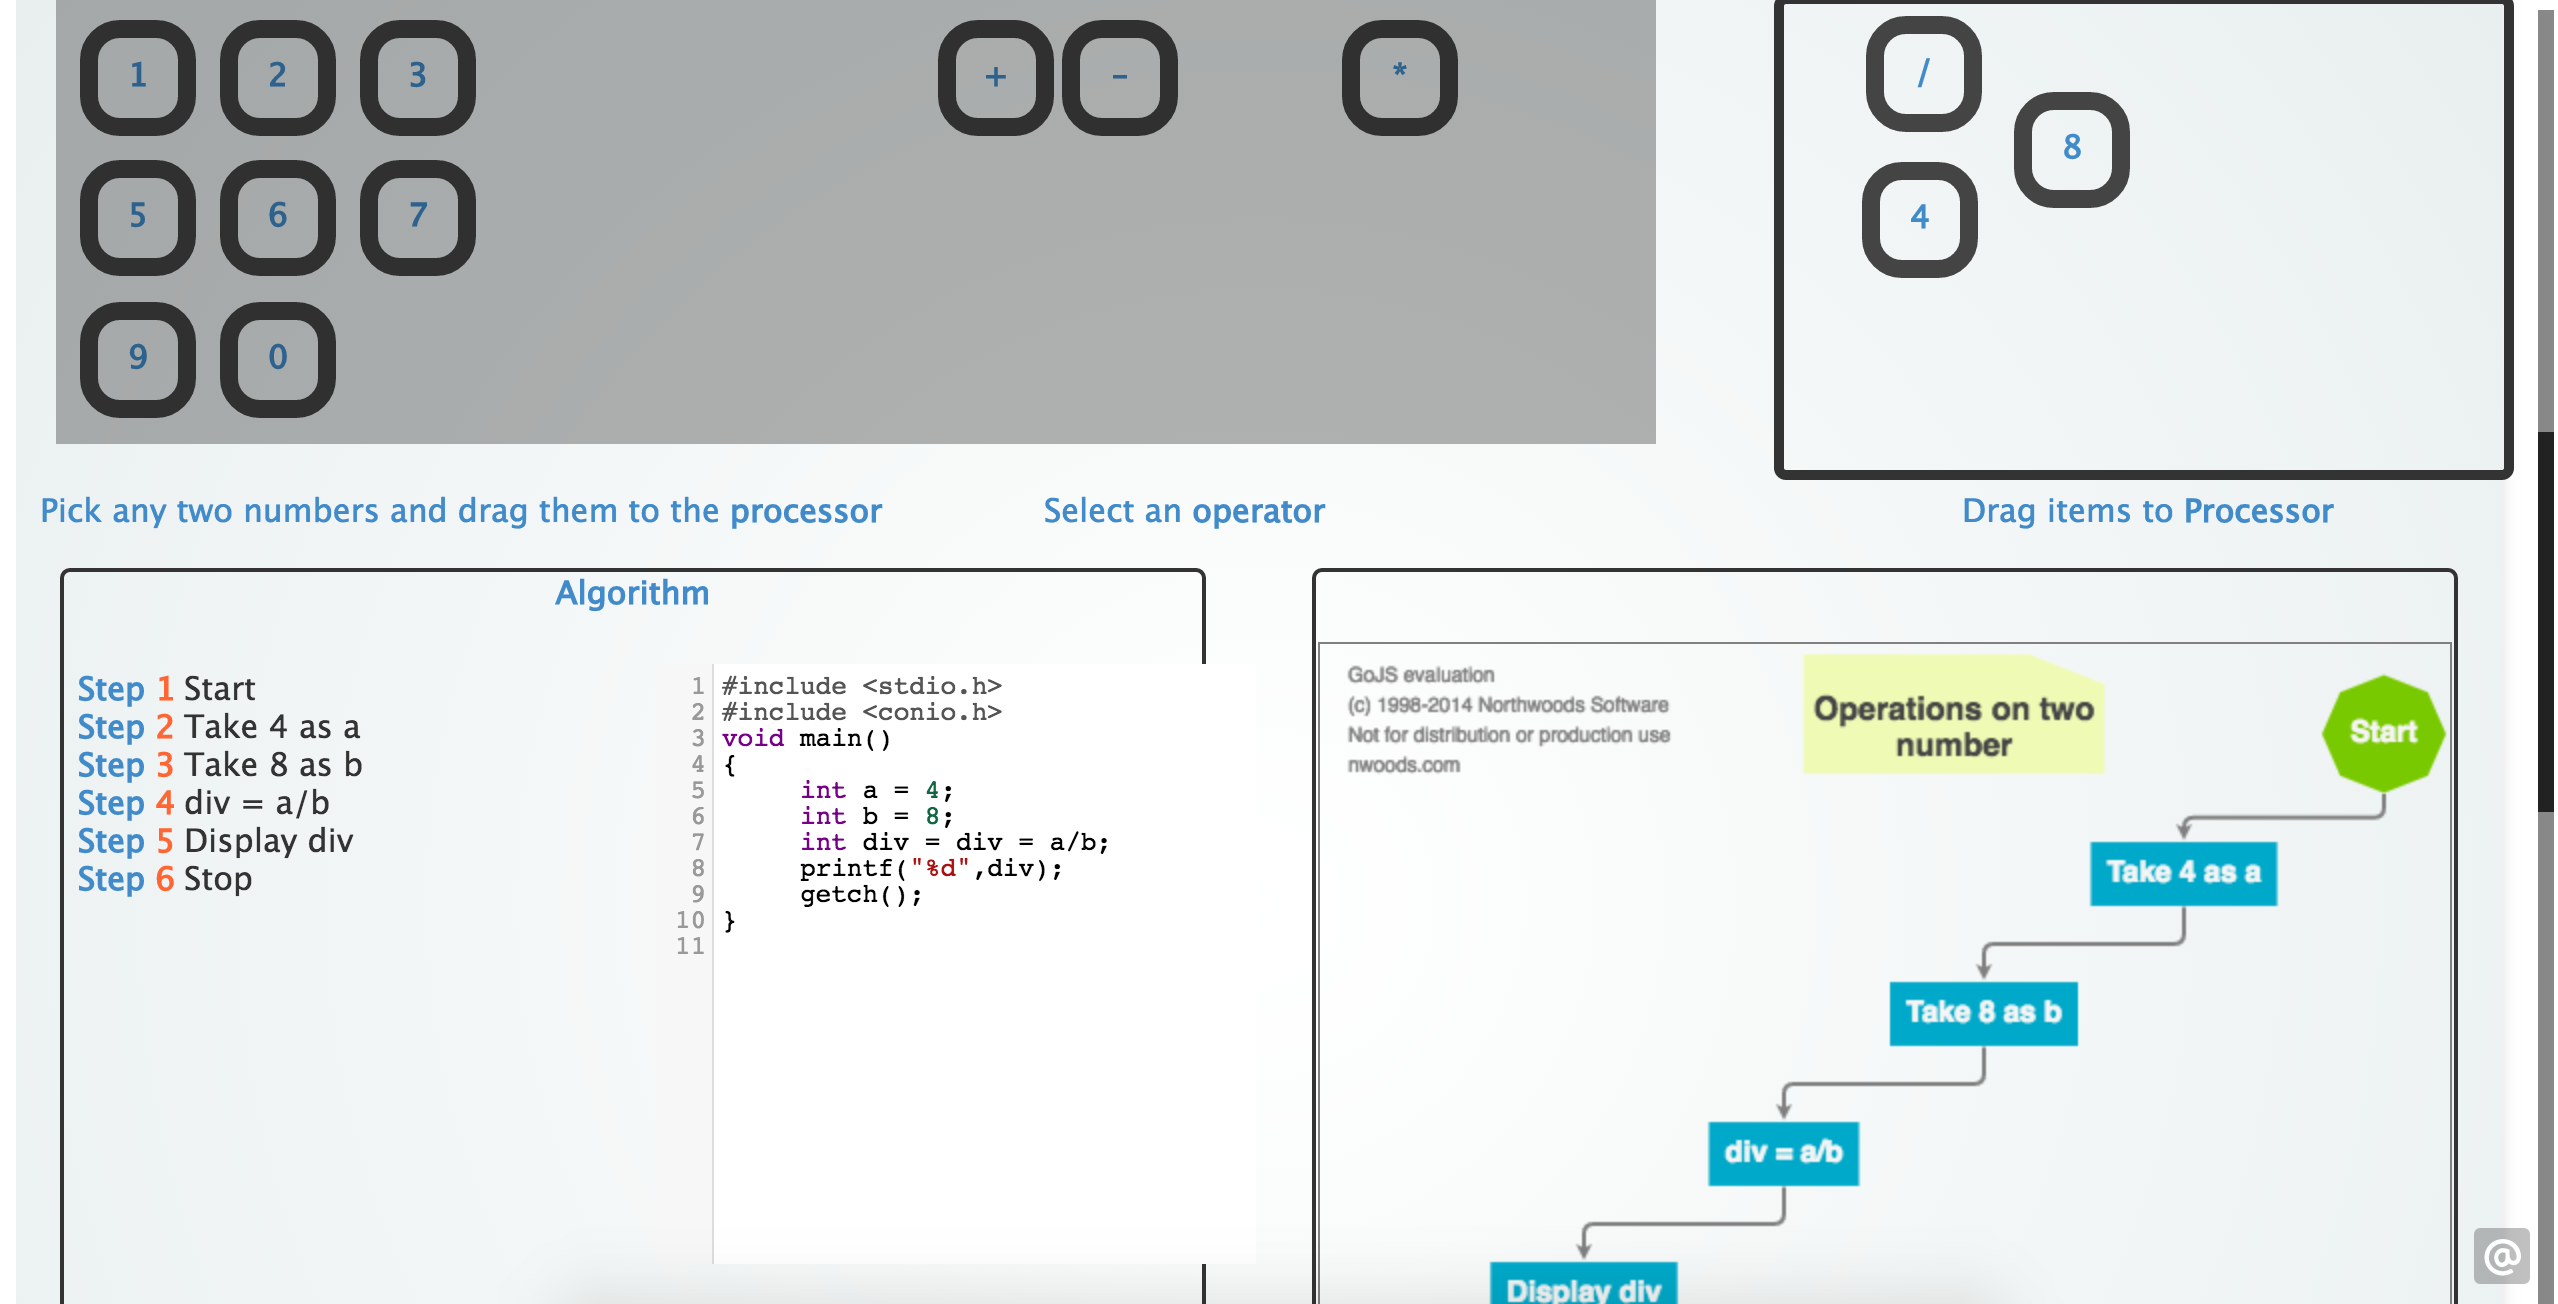 1 2 3 + - * /
8
5 6 7 4
9 0
Pick any two numbers and drag them to the processor
Select an operator
Drag items to Processor
Algorithm
Step 1 Start
Step 2 Take 4 as a
Step 3 Take 8 as b
Step 4 div = a/b
Step 5 Display div
Step 6 Stop
1 #include <stdio.h>
2 #include <conio.h>
3 void main()
4 {
5 int a = 4;
6 int b = 8;
7 int div = div = a/b;
8 printf("%d",div);
9 getch();
10 }
11
GoJS evaluation
(c) 1998-2014 Northwoods Software
Not for distribution or production use
nwoods.com
Operations on two
number
Start
Take 4 as a
Take 8 as b
div = a/b
Display div
@